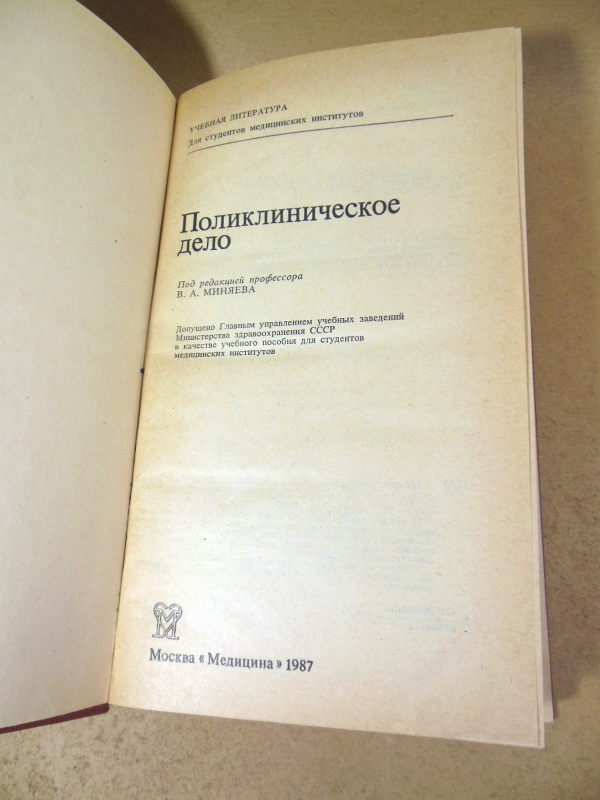 УЧЕБНАЯ ЛИТЕРАТУРА
Для студентов медицинских институтов
Поликлиническое
дело
Под редакцией профессора
В. А. МИНЯЕВА
Допущено Главным управлением учебных заведений
Министерства здравоохранения СССР
в качестве учебного пособия для студентов
медицинских институтов
М
Москва «Медицина» 1987